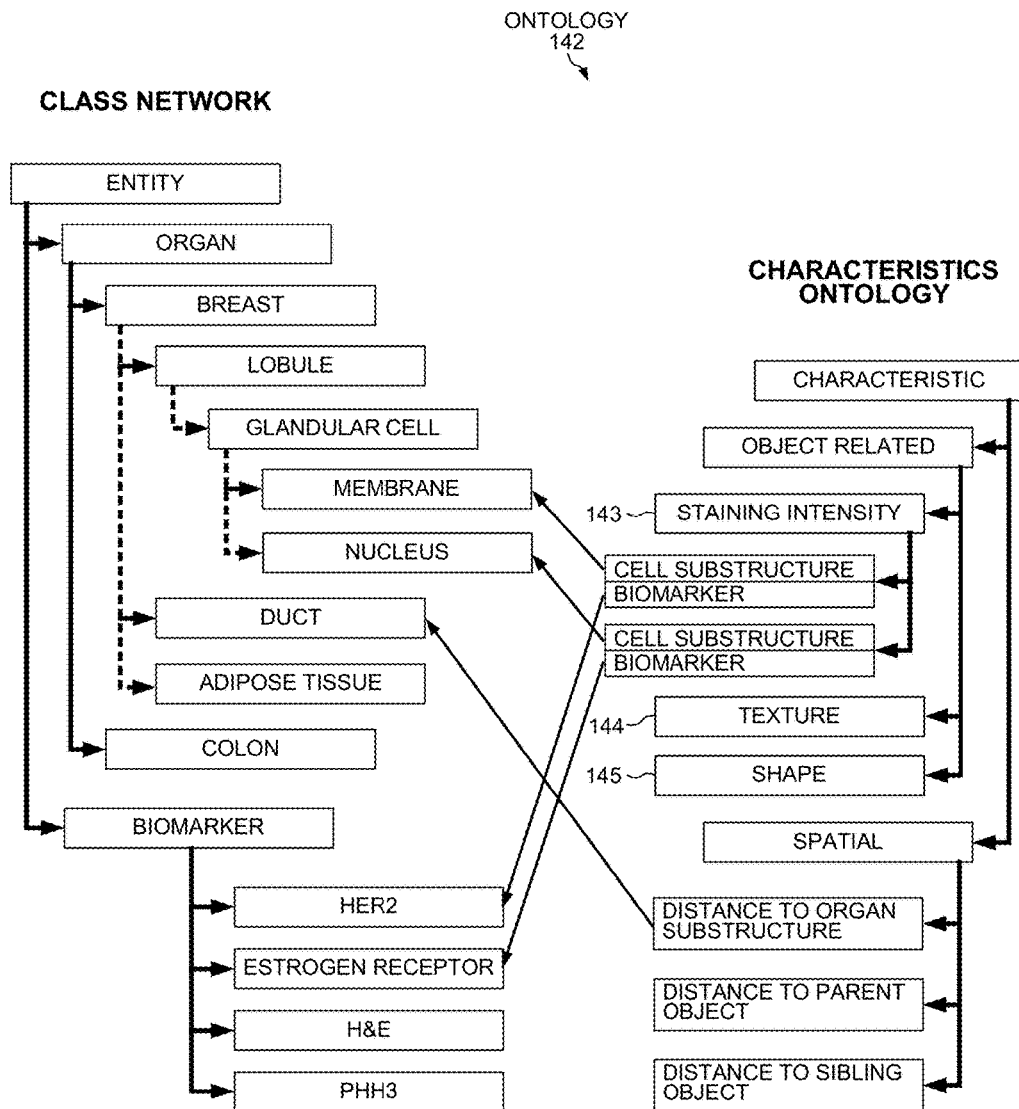 ONTOLOGY
142
CLASS NETWORK
ENTITY
ORGAN
BREAST
LOBULE
GLANDULAR CELL
MEMBRANE
NUCLEUS
DUCT
ADIPOSE TISSUE
COLON
BIOMARKER
HER2
ESTROGEN RECEPTOR
H&E
PHH3
CHARACTERISTICS
ONTOLOGY
CHARACTERISTIC
OBJECT RELATED
143
STAINING INTENSITY
CELL SUBSTRUCTURE
BIOMARKER
CELL SUBSTRUCTURE
BIOMARKER
144
TEXTURE
145
SHAPE
SPATIAL
DISTANCE TO ORGAN
SUBSTRUCTURE
DISTANCE TO PARENT
OBJECT
DISTANCE TO SIBLING
OBJECT